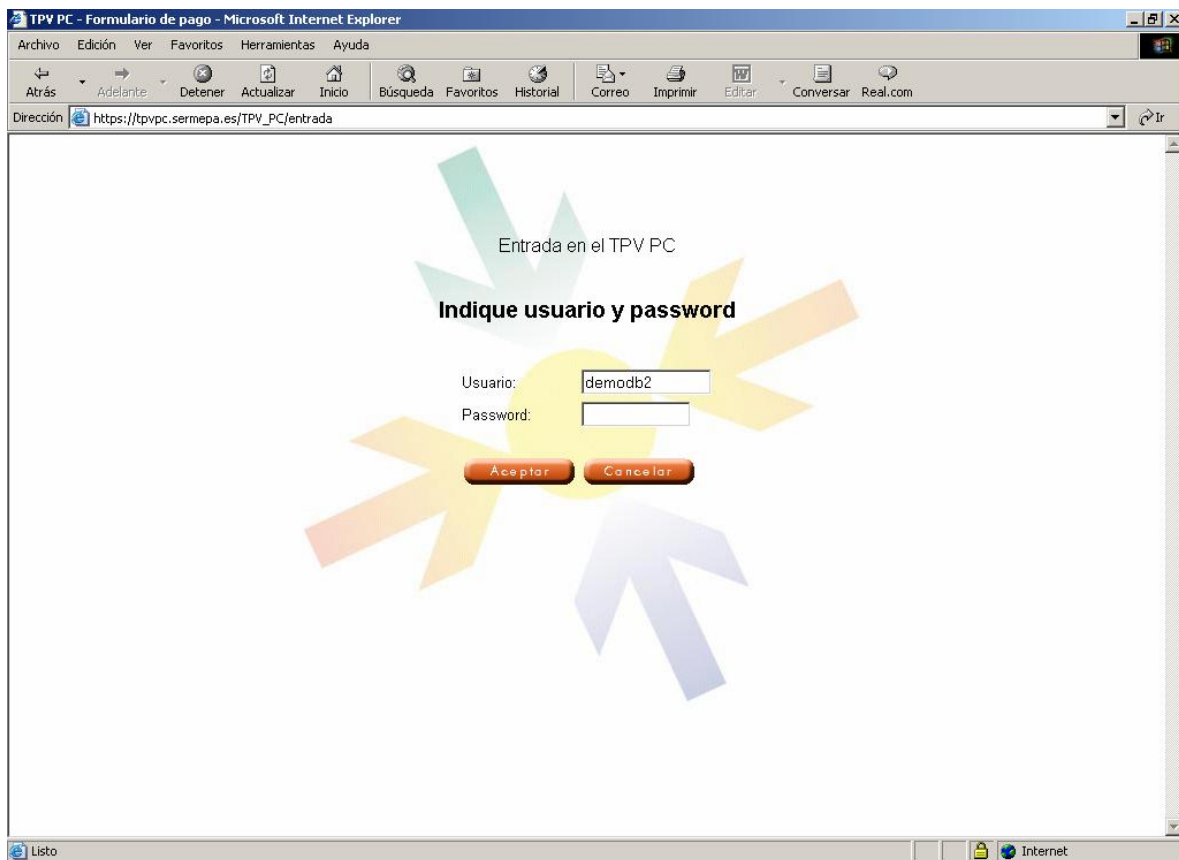 TPV PC - Formulario de pago - Microsoft Internet Explorer
Archivo Edición Ver Favoritos Herramientas Ayuda
Atrás Adelante Detener Actualizar Inicio Búsqueda Favoritos Historial Correo Imprimir Editar Conversar Real.com
Dirección https://tpvpc.sermepa.es/TPV_PC/entrada Ir
Entrada en el TPV PC
Indique usuario y password
Usuario: demodb2
Password:
Aceptar Cancelar
Listo Internet